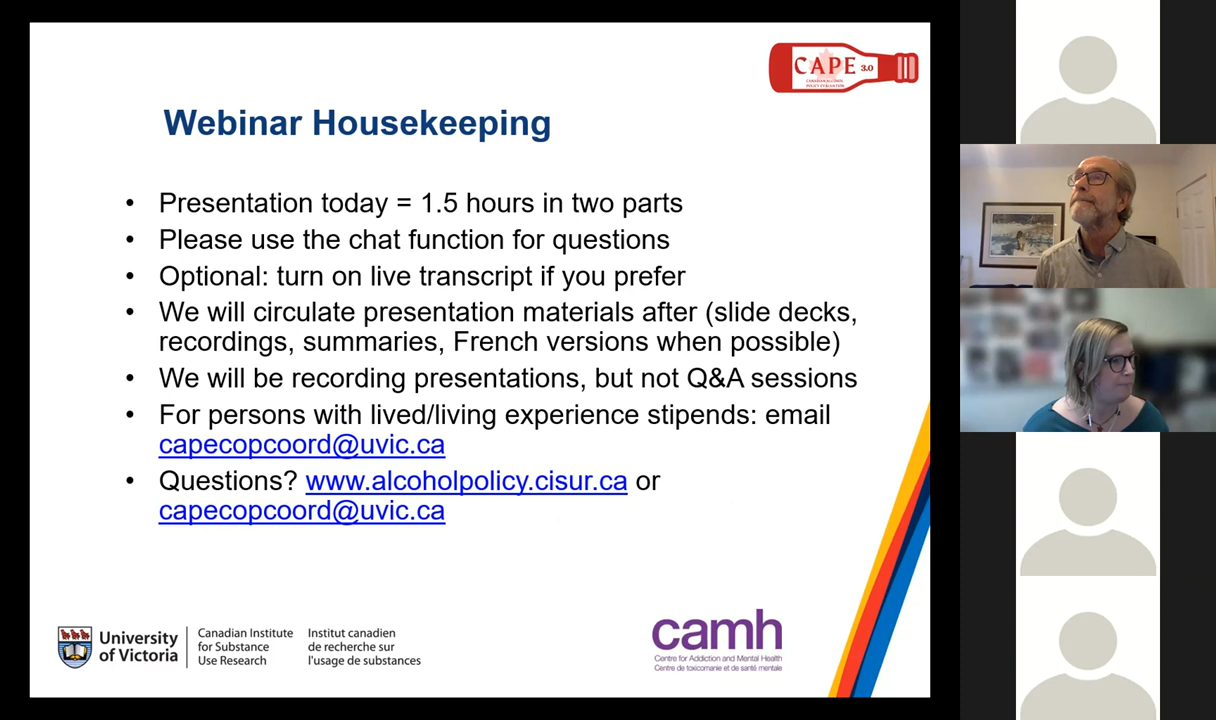 CAPE 3.0
CANADIAN ALCOHOL
POLICY EVALUATION
Webinar Housekeeping
• Presentation today = 1.5 hours in two parts
• Please use the chat function for questions
• Optional: turn on live transcript if you prefer
• We will circulate presentation materials after (slide decks,
recordings, summaries, French versions when possible)
• We will be recording presentations, but not Q&A sessions
• For persons with lived/living experience stipends: email
capecopcoord@uvic.ca
• Questions? www.alcoholpolicy.cisur.ca or
capecopcoord@uvic.ca
University
of Victoria
Canadian Institute
for Substance
Use Research
Institut canadien
de recherche sur
l'usage de substances
camh
Centre for Addiction and Mental Health
Centre de toxicomanie et de santé mentale